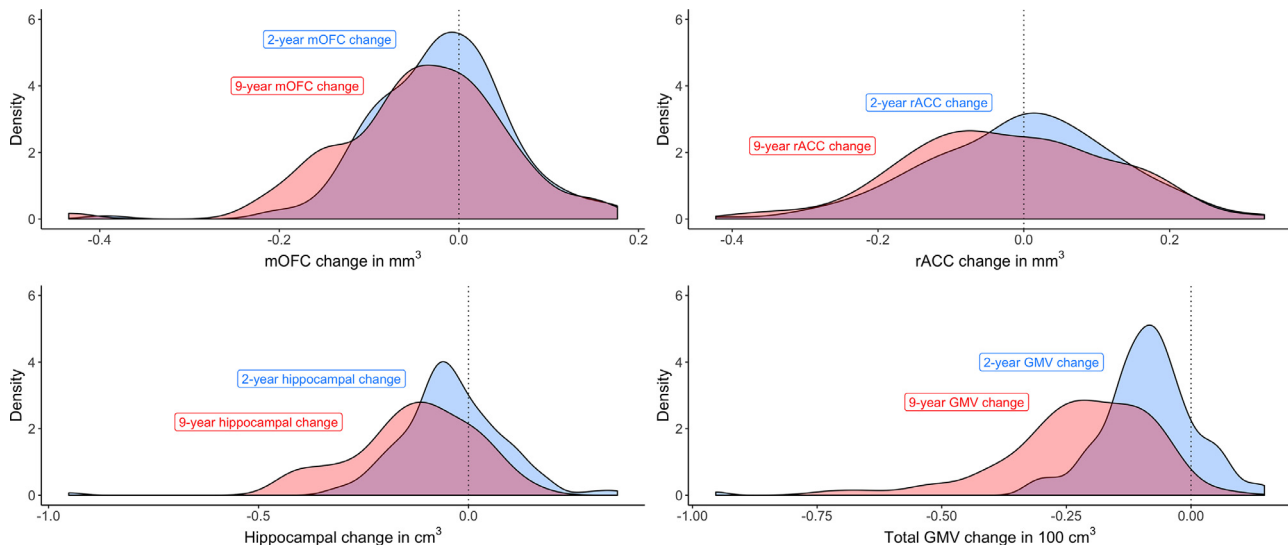 6
4
2
0
Density
2-year mOFC change
9-year mOFC change
-0.4
-0.2
0.0
0.2
mOFC change in mm³
6
4
2
0
Density
2-year rACC change
9-year rACC change
-0.4
-0.2
0.0
0.2
rACC change in mm³
6
4
2
0
Density
2-year hippocampal change
9-year hippocampal change
-1.0
-0.5
0.0
Hippocampal change in cm³
6
4
2
0
Density
2-year GMV change
9-year GMV change
-1.00
-0.75
-0.50
-0.25
0.00
Total GMV change in 100 cm³